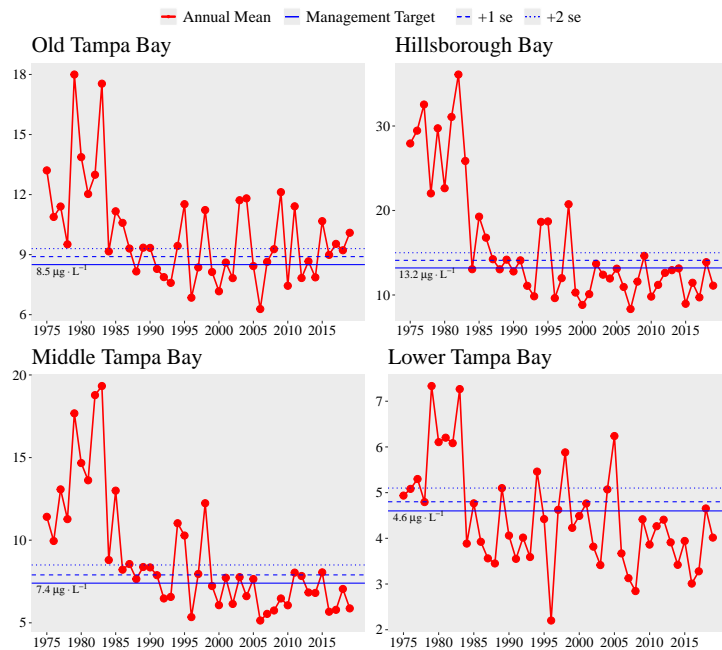 Annual Mean Management Target +1 se +2 se
Old Tampa Bay
18
15
12
9
6
8.5 μg · L⁻¹
1975 1980 1985 1990 1995 2000 2005 2010 2015
Hillsborough Bay
30
20
10
13.2 μg · L⁻¹
1975 1980 1985 1990 1995 2000 2005 2010 2015
Middle Tampa Bay
20
15
10
5
7.4 μg · L⁻¹
1975 1980 1985 1990 1995 2000 2005 2010 2015
Lower Tampa Bay
7
6
5
4
3
2
4.6 μg · L⁻¹
1975 1980 1985 1990 1995 2000 2005 2010 2015